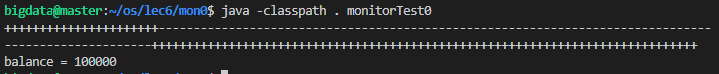 bigdata@master:~/os/lec6/mon0$ java -classpath . monitorTest0
++++++++++++++++++++++-------------------------------------------------------------------------------
---------------------++++++++++++++++++++++++++++++++++++++++++++++++++++++++++++++++++++++++++++++
balance = 100000